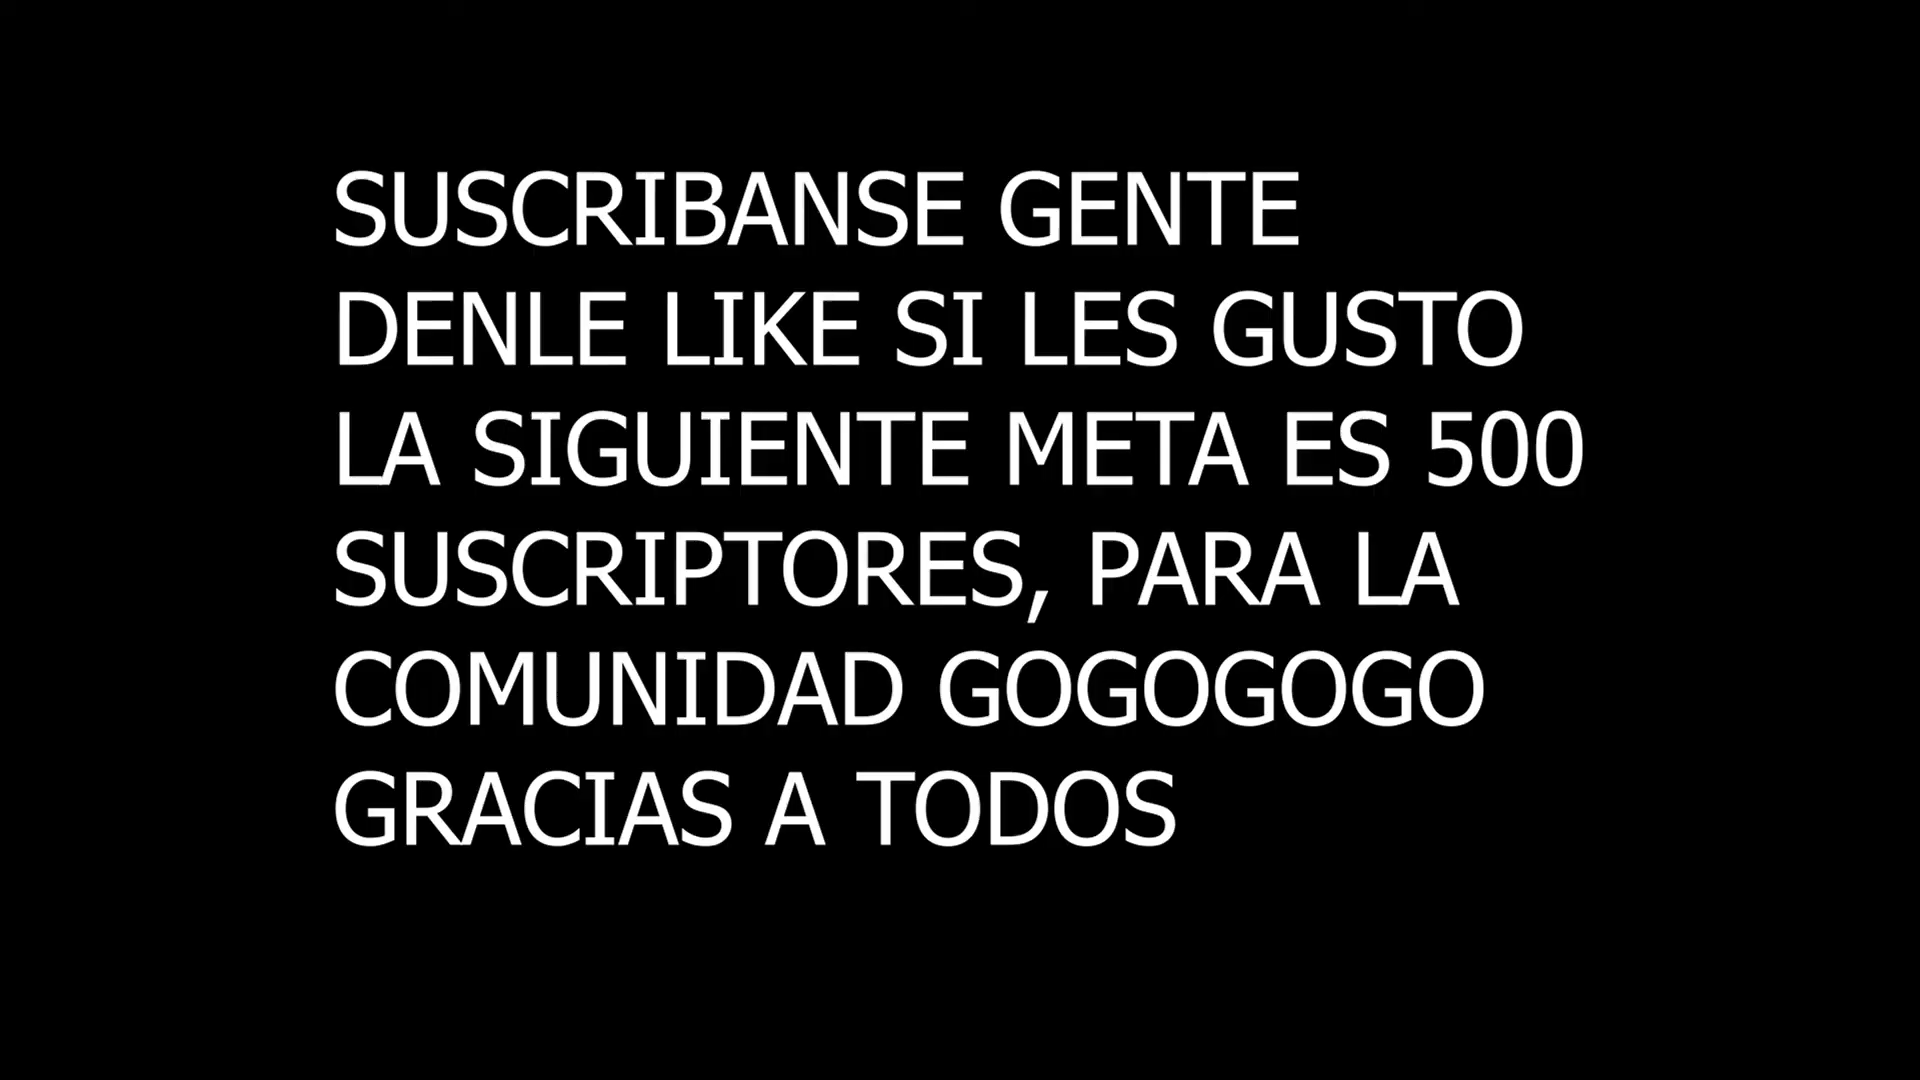 SUSCRIBANSE GENTE
DENLE LIKE SI LES GUSTO
LA SIGUIENTE META ES 500
SUSCRIPTORES, PARA LA
COMUNIDAD GOGOGOGO
GRACIAS A TODOS